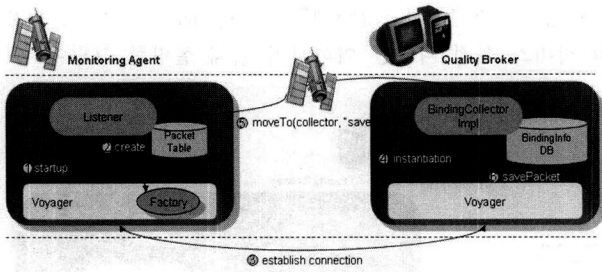 Monitoring Agent
Quality Broker
Listener
Packet
Table
② create
① startup
Voyager
Factory
⑤ moveTo(collector, "save
BindingCollector
Impl
BindingInfo
DB
④ instantiation
⑥ savePacket
Voyager
③ establish connection